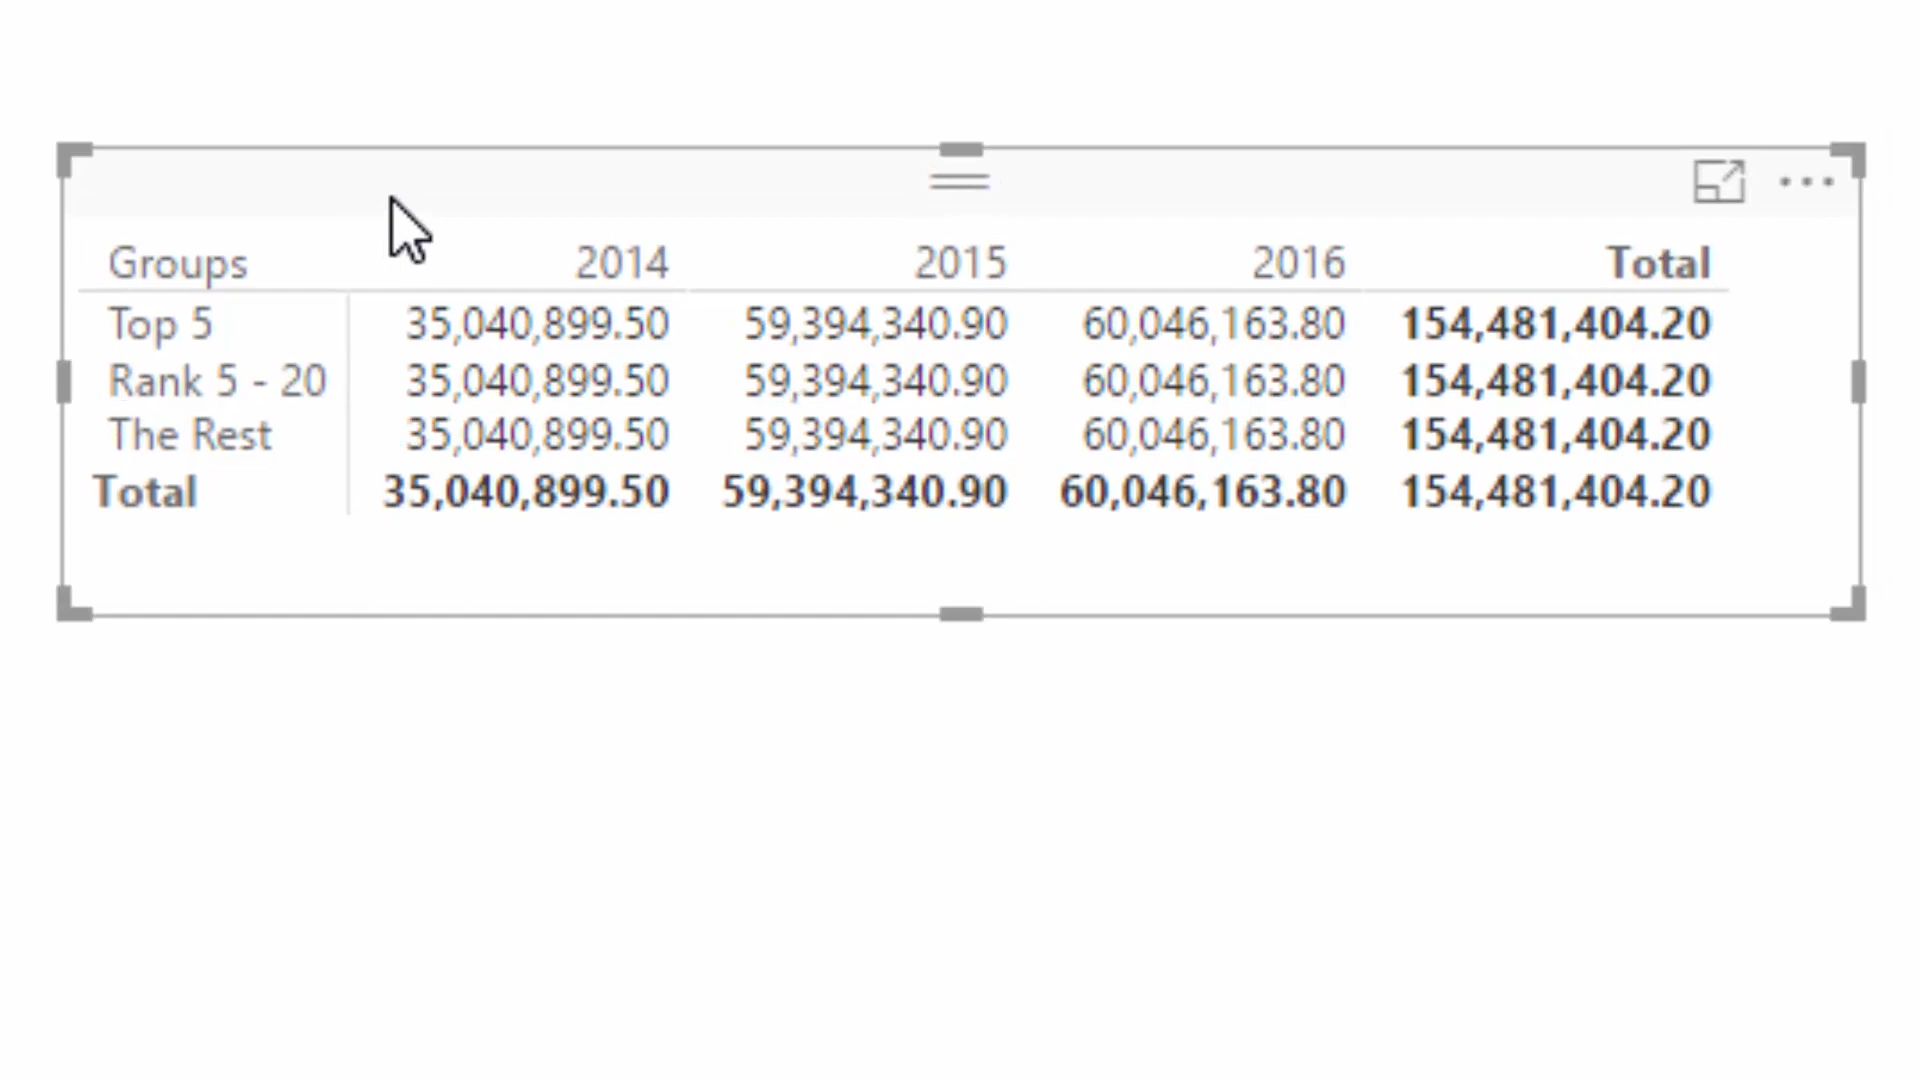 Groups 2014 2015 2016 Total
Top 5 35,040,899.50 59,394,340.90 60,046,163.80 154,481,404.20
Rank 5 - 20 35,040,899.50 59,394,340.90 60,046,163.80 154,481,404.20
The Rest 35,040,899.50 59,394,340.90 60,046,163.80 154,481,404.20
Total 35,040,899.50 59,394,340.90 60,046,163.80 154,481,404.20